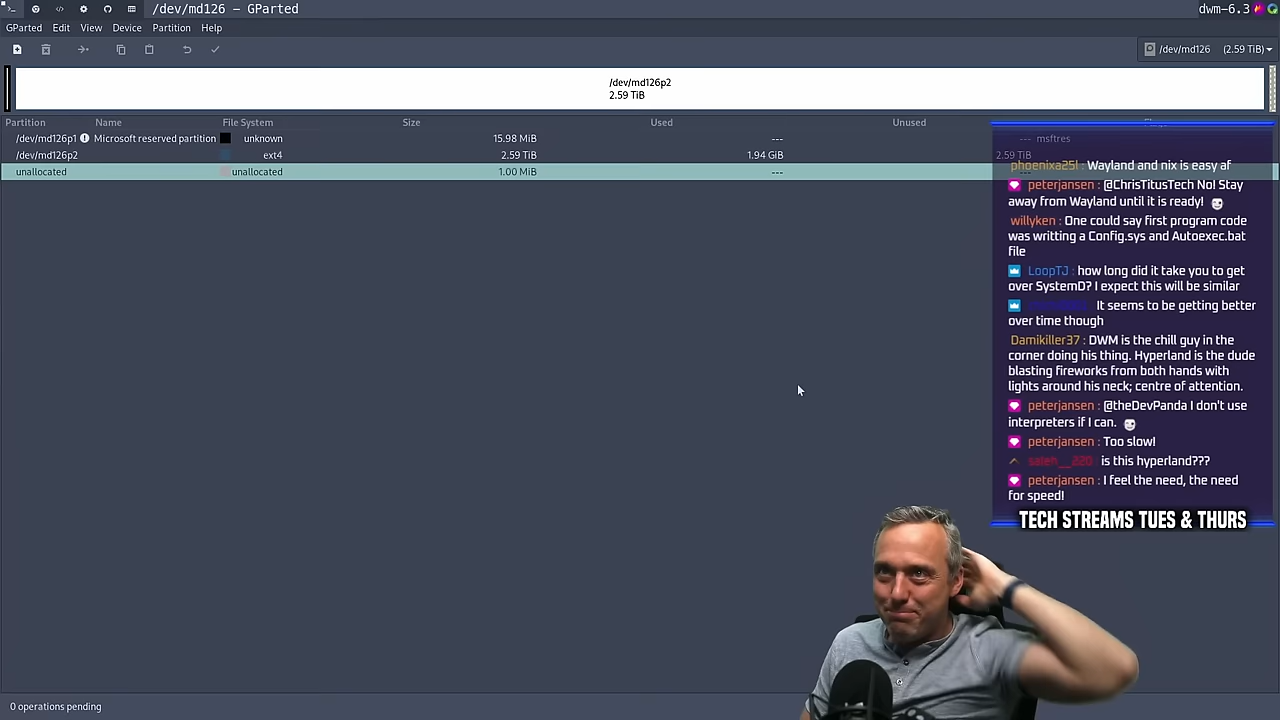 /dev/md126 – GParted
dwm-6.3
GParted Edit View Device Partition Help
/dev/md126 (2.59 TiB)
/dev/md126p2
2.59 TiB
Partition Name File System Size Used Unused
/dev/md126p1 Microsoft reserved partition unknown 15.98 MiB --- --- msftres
/dev/md126p2 ext4 2.59 TiB 1.94 GiB 2.59 TiB
unallocated unallocated 1.00 MiB --- ---
phoenixa25l : Wayland and nix is easy af
peterjansen : @ChrisTitusTech No! Stay
away from Wayland until it is ready!
willyken : One could say first program code
was writting a Config.sys and Autoexec.bat
file
LoopTJ : how long did it take you to get
over SystemD? I expect this will be similar
It seems to be getting better
over time though
Damikiller37 : DWM is the chill guy in the
corner doing his thing. Hyperland is the dude
blasting fireworks from both hands with
lights around his neck; centre of attention.
peterjansen : @theDevPanda I don't use
interpreters if I can.
peterjansen : Too slow!
saleh__220 : is this hyperland???
peterjansen : I feel the need, the need
for speed!
TECH STREAMS TUES & THURS
0 operations pending